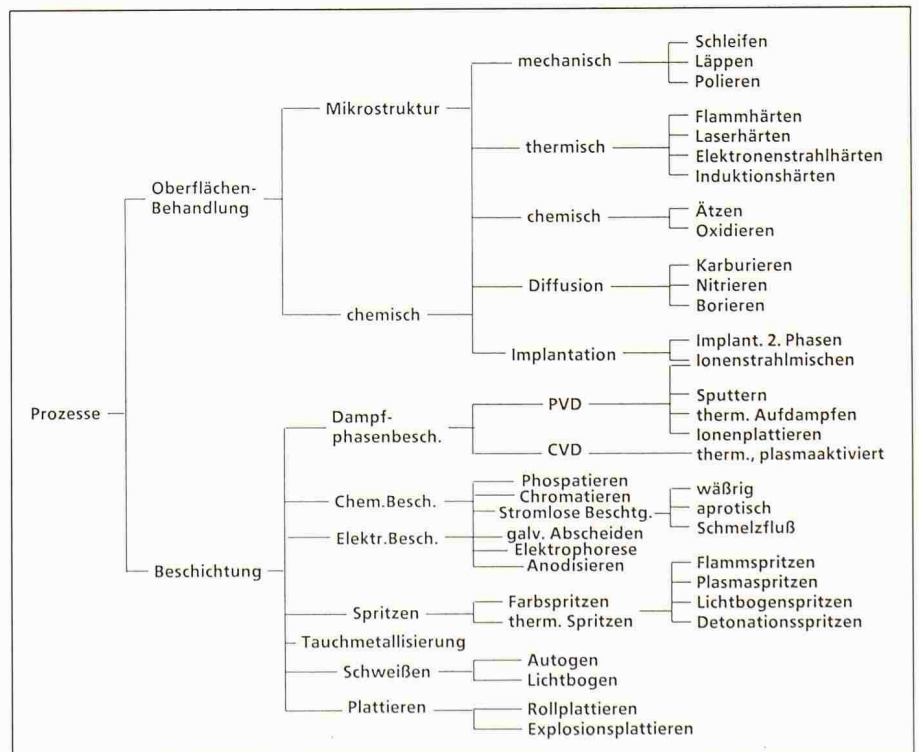 Prozesse
Oberflächen-
Behandlung
Mikrostruktur
mechanisch
Schleifen
Läppen
Polieren
thermisch
Flammhärten
Laserhärten
Elektronenstrahlhärten
Induktionshärten
chemisch
chemisch
Ätzen
Oxidieren
Diffusion
Karburieren
Nitrieren
Borieren
Implantation
Implant. 2. Phasen
Ionenstrahlmischen
Beschichtung
Dampf-
phasenbesch.
PVD
Sputtern
therm. Aufdampfen
Ionenplattieren
CVD
therm., plasmaaktiviert
Chem.Besch.
Phospatieren
Chromatieren
Stromlose Beschtg.
wäßrig
aprotisch
Schmelzfluß
Elektr.Besch.
galv. Abscheiden
Elektrophorese
Anodisieren
Spritzen
Farbspritzen
therm. Spritzen
Flammspritzen
Plasmaspritzen
Lichtbogenspritzen
Detonationsspritzen
Tauchmetallisierung
Schweißen
Autogen
Lichtbogen
Plattieren
Rollplattieren
Explosionsplattieren